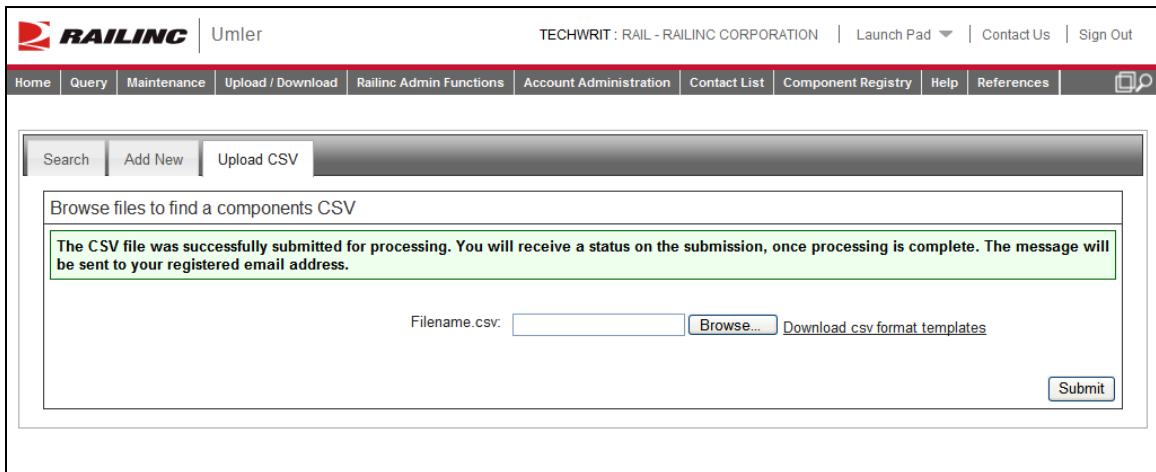 RAILINC Umler TECHWRIT : RAIL - RAILINC CORPORATION Launch Pad Contact Us Sign Out
Home Query Maintenance Upload / Download Railinc Admin Functions Account Administration Contact List Component Registry Help References
Search Add New Upload CSV
Browse files to find a components CSV
The CSV file was successfully submitted for processing. You will receive a status on the submission, once processing is complete. The message will
be sent to your registered email address.
Filename.csv: Browse... Download csv format templates
Submit